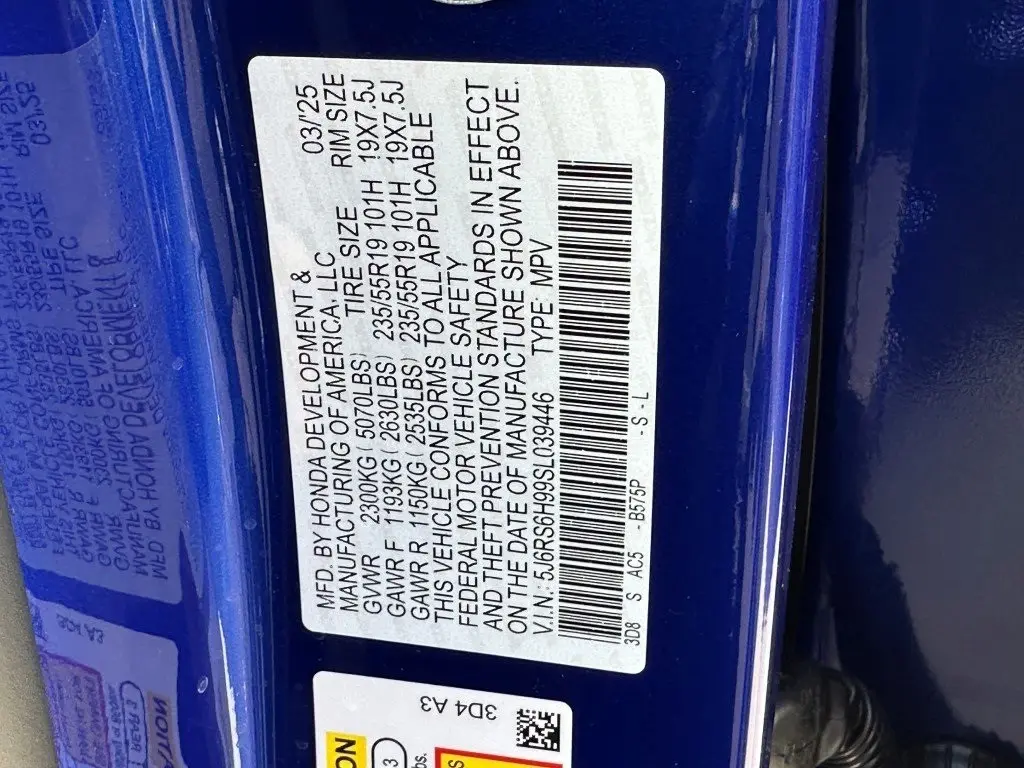 MFD. BY HONDA DEVELOPMENT & 03/'25
MANUFACTURING OF AMERICA, LLC TIRE SIZE RIM SIZE
GVWR 2300KG ( 5070LBS)
GAWR F 1193KG ( 2630LBS) 235/55R19 101H 19X7.5J
GAWR R 1150KG ( 2535LBS) 235/55R19 101H 19X7.5J
THIS VEHICLE CONFORMS TO ALL APPLICABLE
FEDERAL MOTOR VEHICLE SAFETY
AND THEFT PREVENTION STANDARDS IN EFFECT
ON THE DATE OF MANUFACTURE SHOWN ABOVE.
V.I.N.: 5J6RS6H99SL039446 TYPE: MPV
3D8 S AC5 -B575P -S-L
3D4 A3